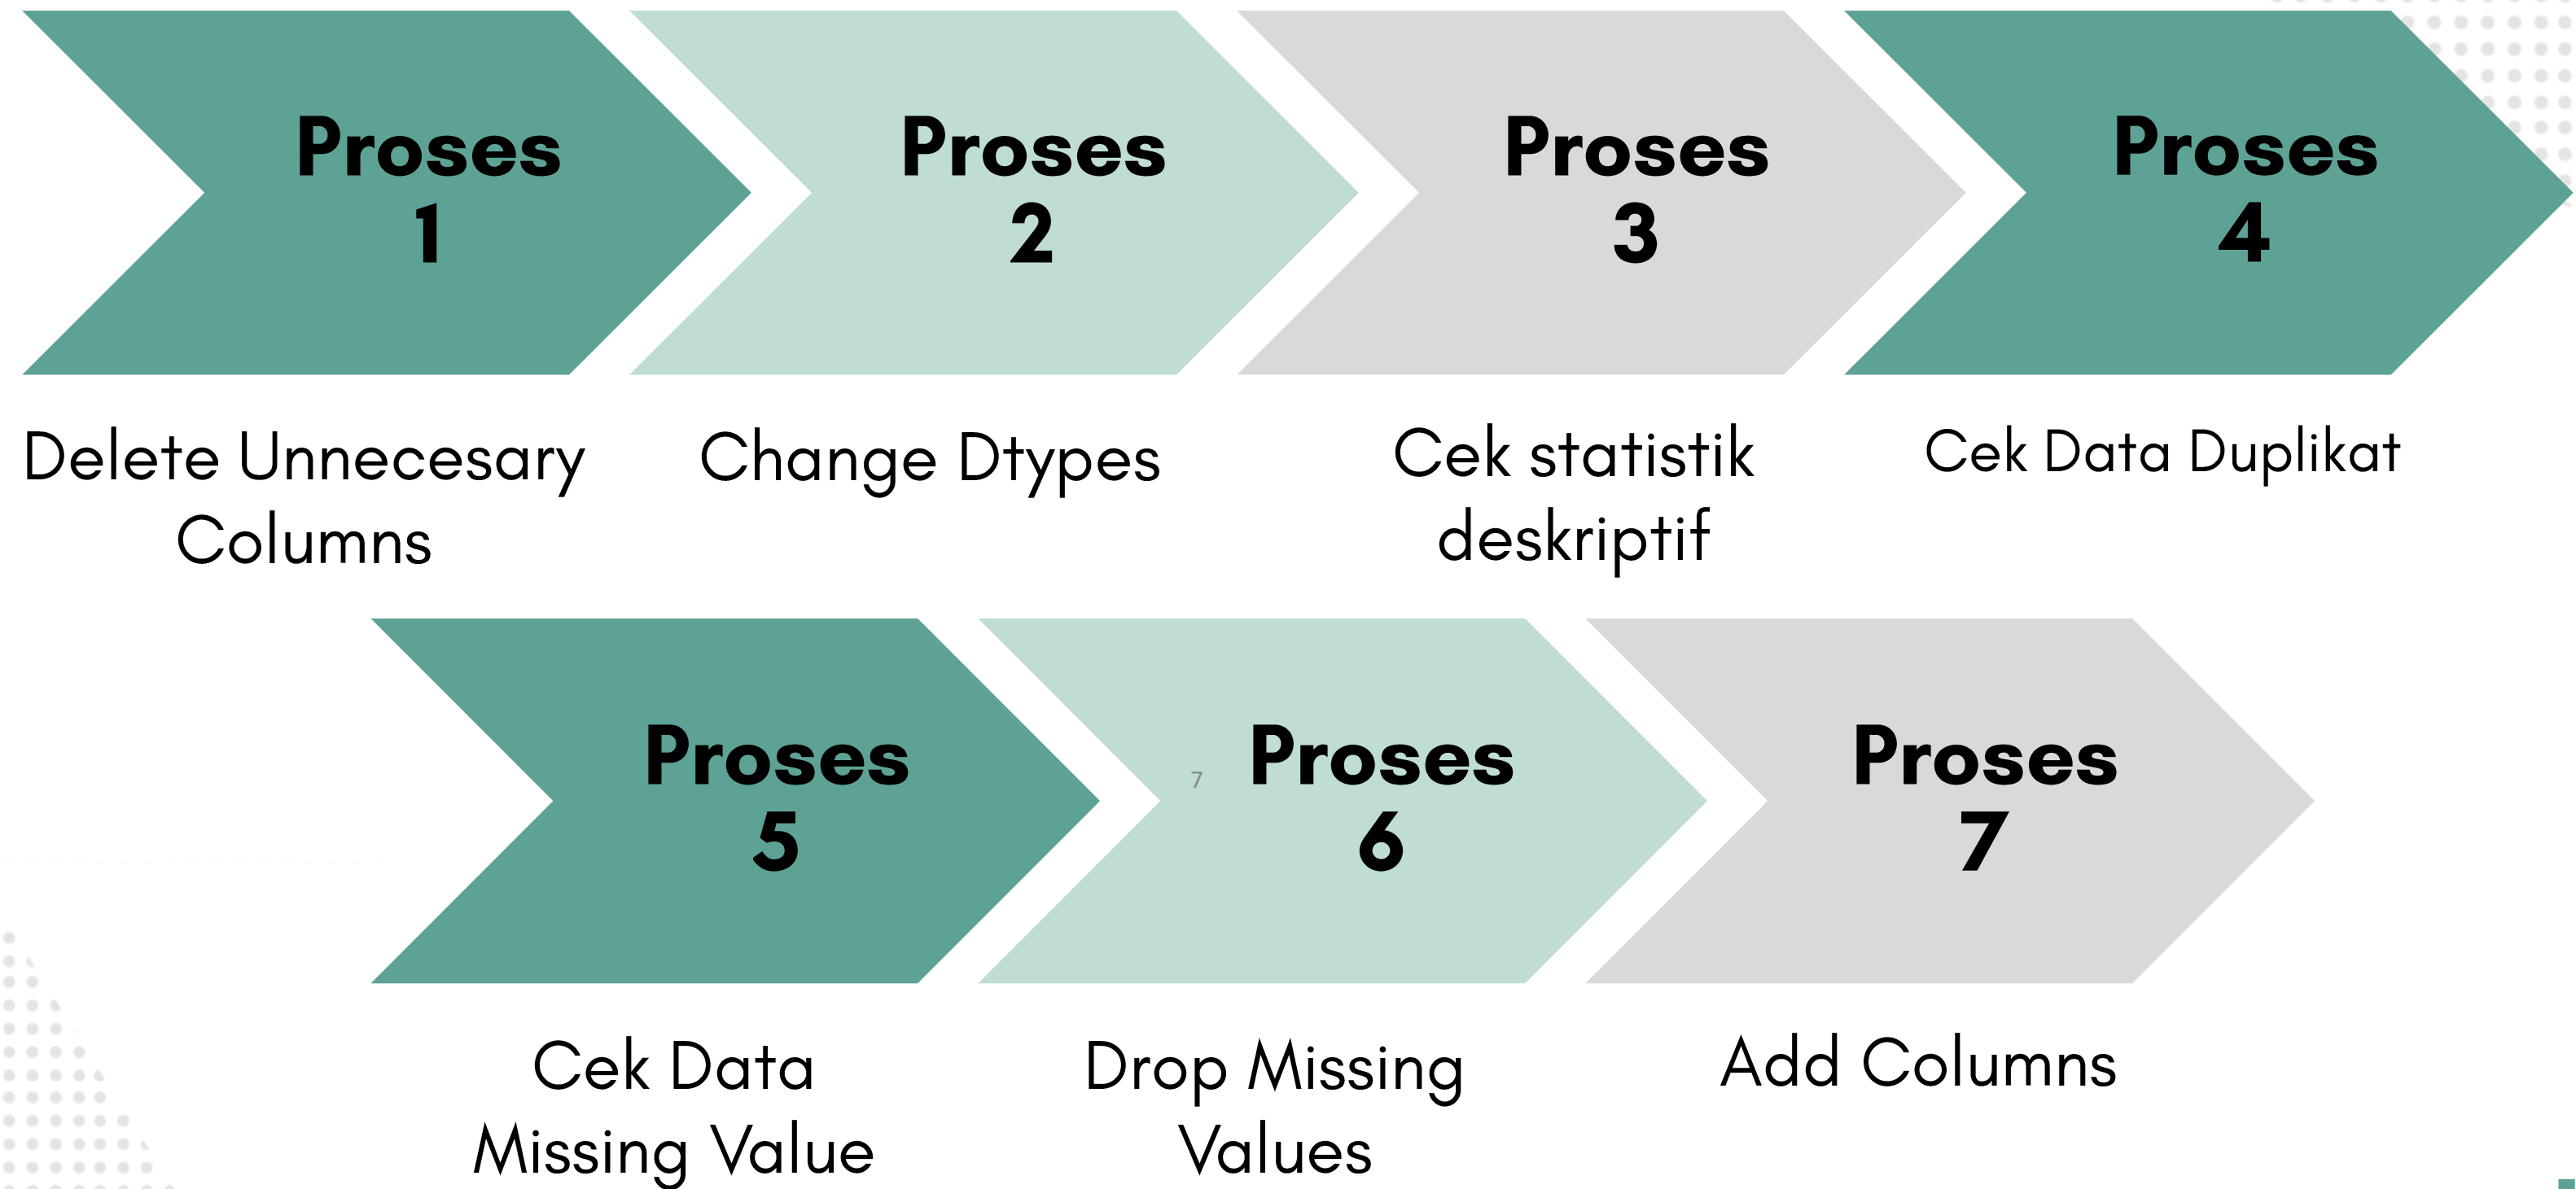 Proses
1
Proses
2
Proses
3
Proses
4
Delete Unnecesary
Columns
Change Dtypes
Cek statistik
deskriptif
Cek Data Duplikat
Proses
5
7
Proses
6
Proses
7
Cek Data
Missing Value
Drop Missing
Values
Add Columns